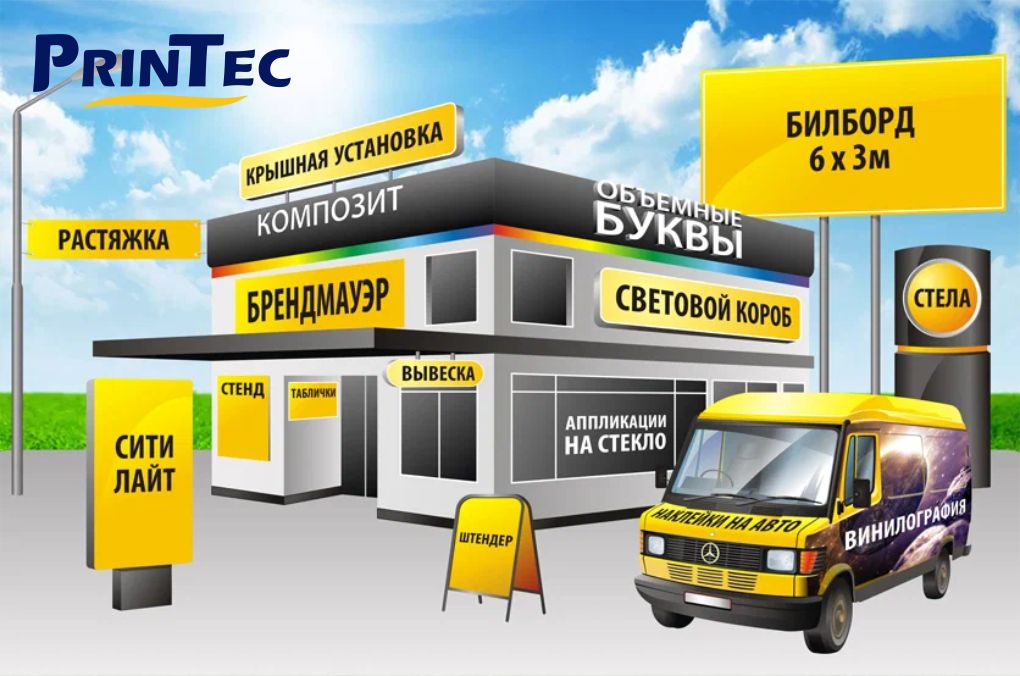 PRINTEC
КРЫШНАЯ УСТАНОВКА
БИЛБОРД
6 х 3м
КОМПОЗИТ
ОБЪЕМНЫЕ
БУКВЫ
РАСТЯЖКА
БРЕНДМАУЭР
СВЕТОВОЙ КОРОБ
СТЕЛА
ВЫВЕСКА
СТЕНД
ТАБЛИЧКИ
АППЛИКАЦИИ
НА СТЕКЛО
СИТИ
ЛАЙТ
ШТЕНДЕР
НАКЛЕЙКИ НА АВТО
ВИНИЛОГРАФИЯ